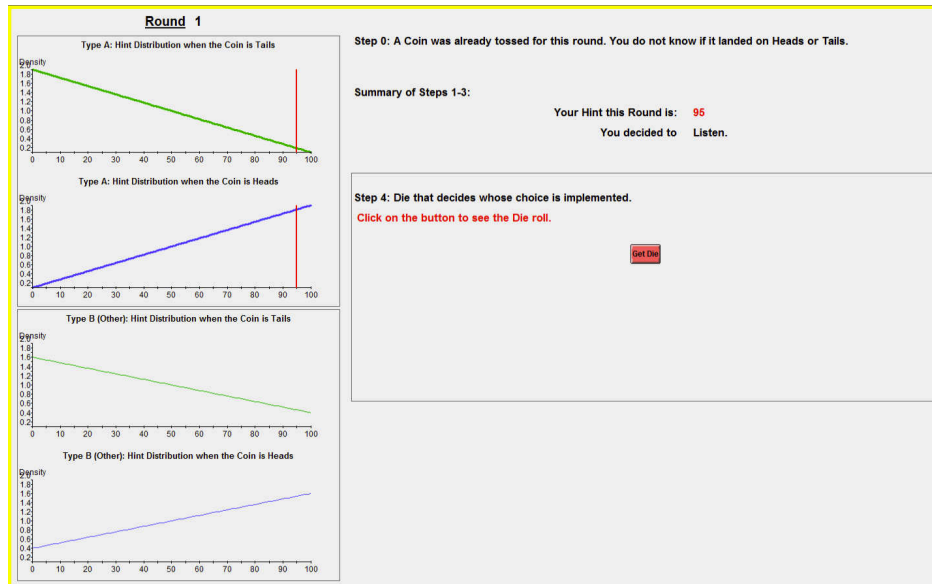 Round 1
Type A: Hint Distribution when the Coin is Tails
Density
2.0
1.8
1.6
1.4
1.2
1.0
0.8
0.6
0.4
0.2
0 10 20 30 40 50 60 70 80 90 100
Type A: Hint Distribution when the Coin is Heads
Density
2.0
1.8
1.6
1.4
1.2
1.0
0.8
0.6
0.4
0.2
0 10 20 30 40 50 60 70 80 90 100
Type B (Other): Hint Distribution when the Coin is Tails
Density
2.0
1.8
1.6
1.4
1.2
1.0
0.8
0.6
0.4
0.2
0 10 20 30 40 50 60 70 80 90 100
Type B (Other): Hint Distribution when the Coin is Heads
Density
2.0
1.8
1.6
1.4
1.2
1.0
0.8
0.6
0.4
0.2
0 10 20 30 40 50 60 70 80 90 100
Step 0: A Coin was already tossed for this round. You do not know if it landed on Heads or Tails.
Summary of Steps 1-3:
Your Hint this Round is: 95
You decided to Listen.
Step 4: Die that decides whose choice is implemented.
Click on the button to see the Die roll.
Get Die